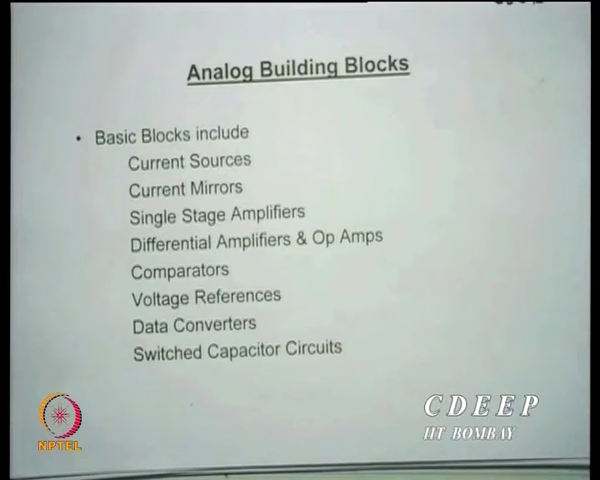 Analog Building Blocks
• Basic Blocks include
Current Sources
Current Mirrors
Single Stage Amplifiers
Differential Amplifiers & Op Amps
Comparators
Voltage References
Data Converters
Switched Capacitor Circuits
NPTEL
CDEEP
IIT BOMBAY